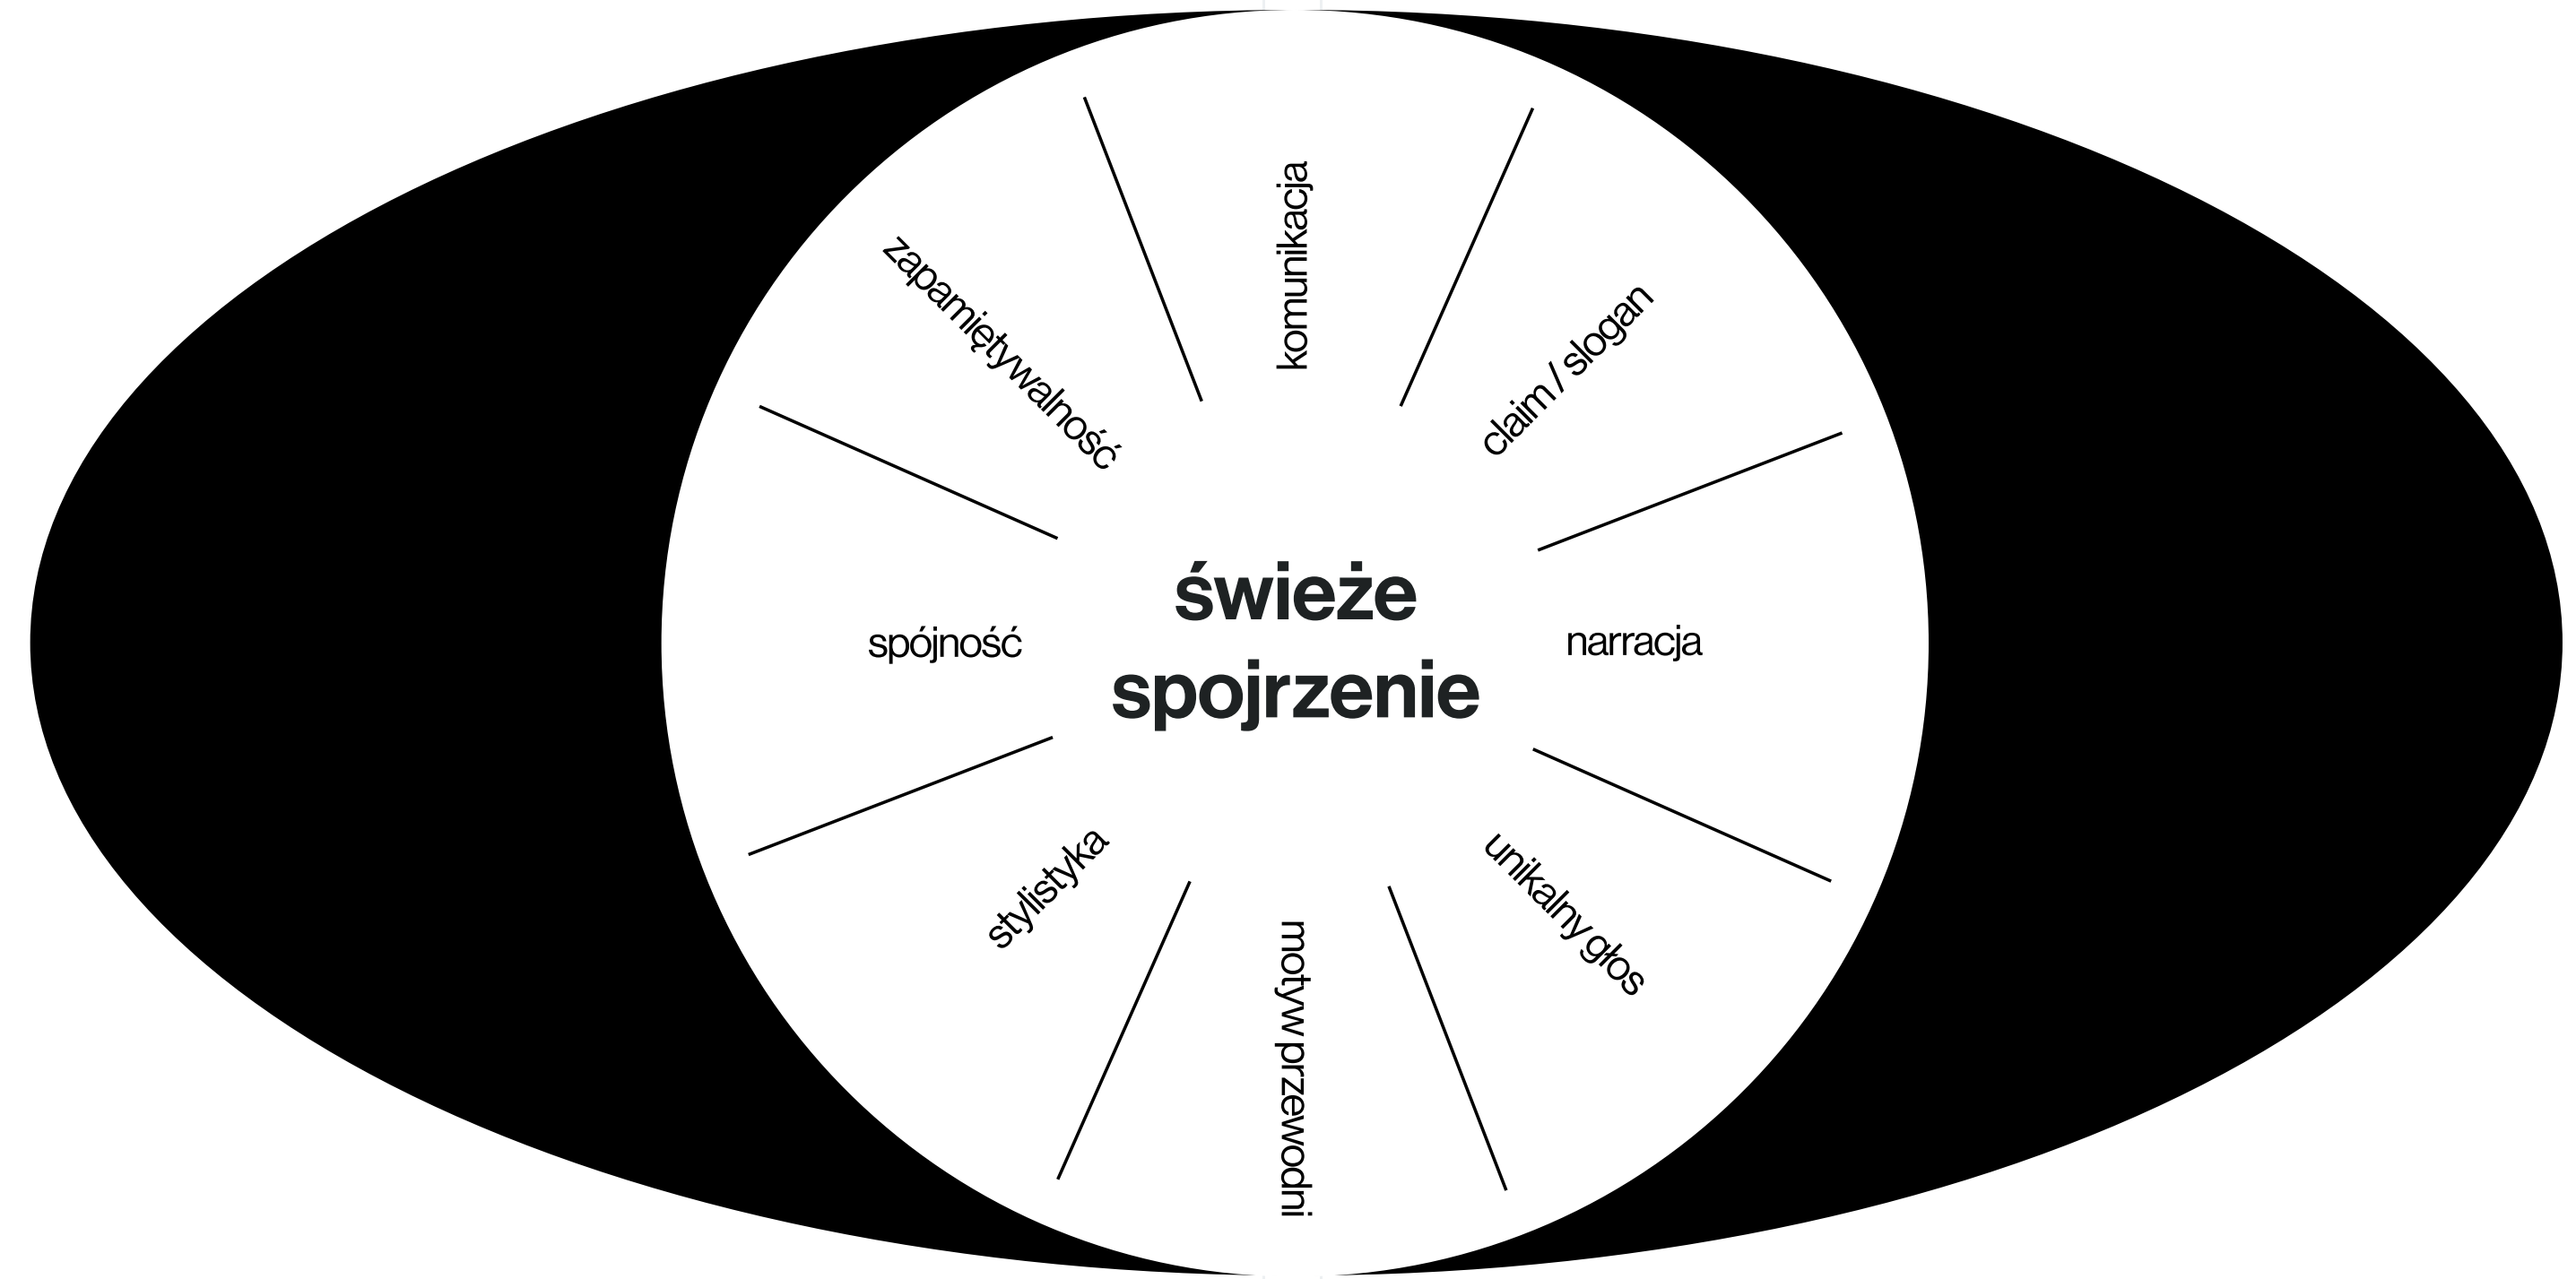 komunikacja
claim / slogan
narracja
unikalny głos
motyw przewodni
stylistyka
spójność
zapamiętywalność
świeże
spojrzenie